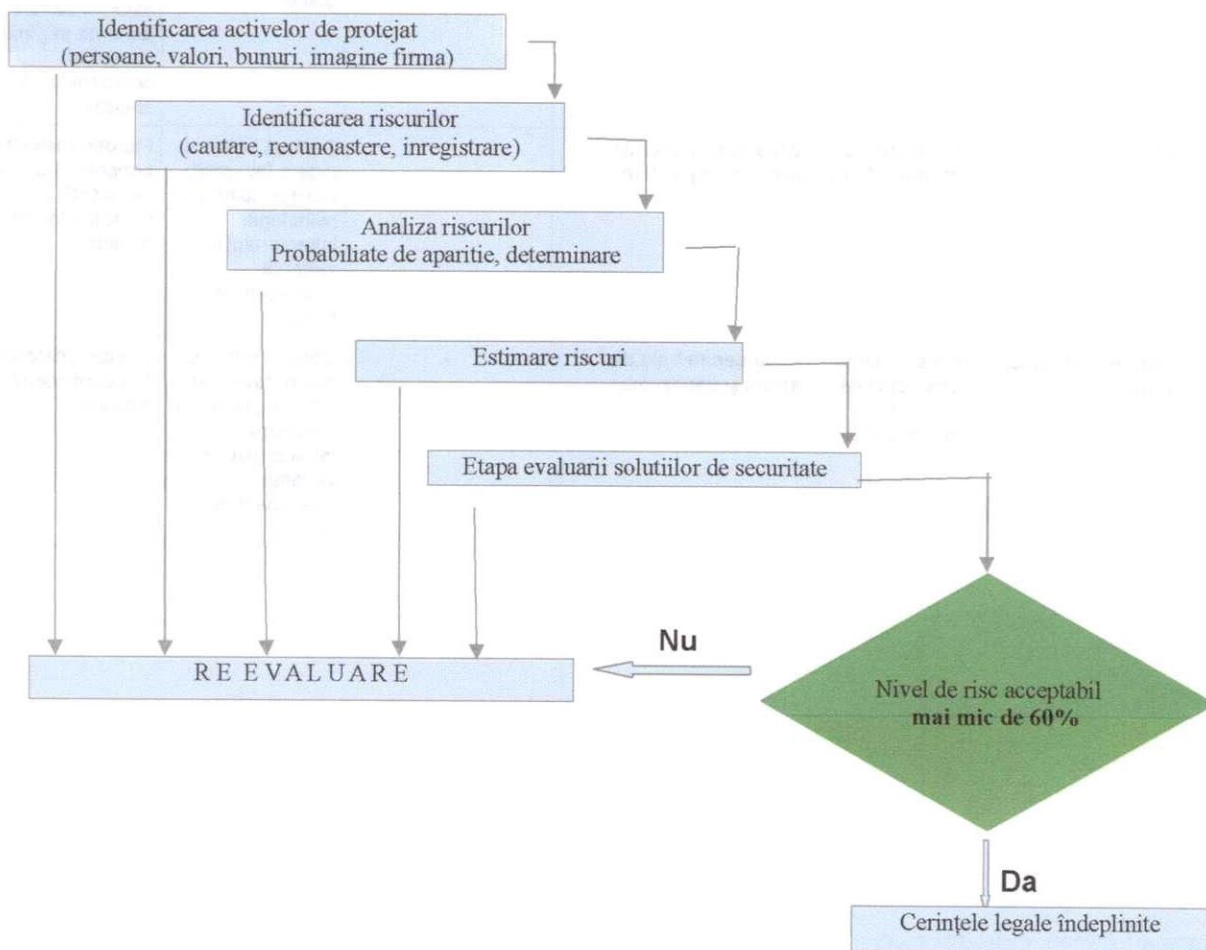 Identificarea activelor de protejat
(persoane, valori, bunuri, imagine firma)
Identificarea riscurilor
(cautare, recunoastere, inregistrare)
Analiza riscurilor
Probabiliate de aparitie, determinare
Estimare riscuri
Etapa evaluarii solutiilor de securitate
Nu
RE EVALUARE
Nivel de risc acceptabil
mai mic de 60%
Da
Cerințele legale îndeplinite